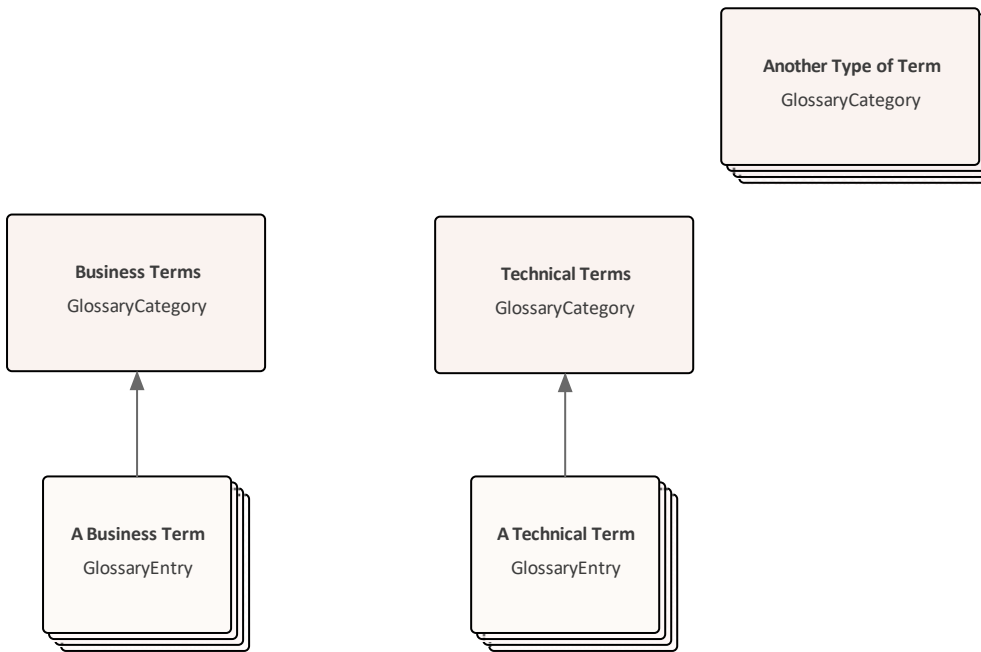 Another Type of Term
GlossaryCategory
Business Terms
GlossaryCategory
Technical Terms
GlossaryCategory
A Business Term
GlossaryEntry
A Technical Term
GlossaryEntry